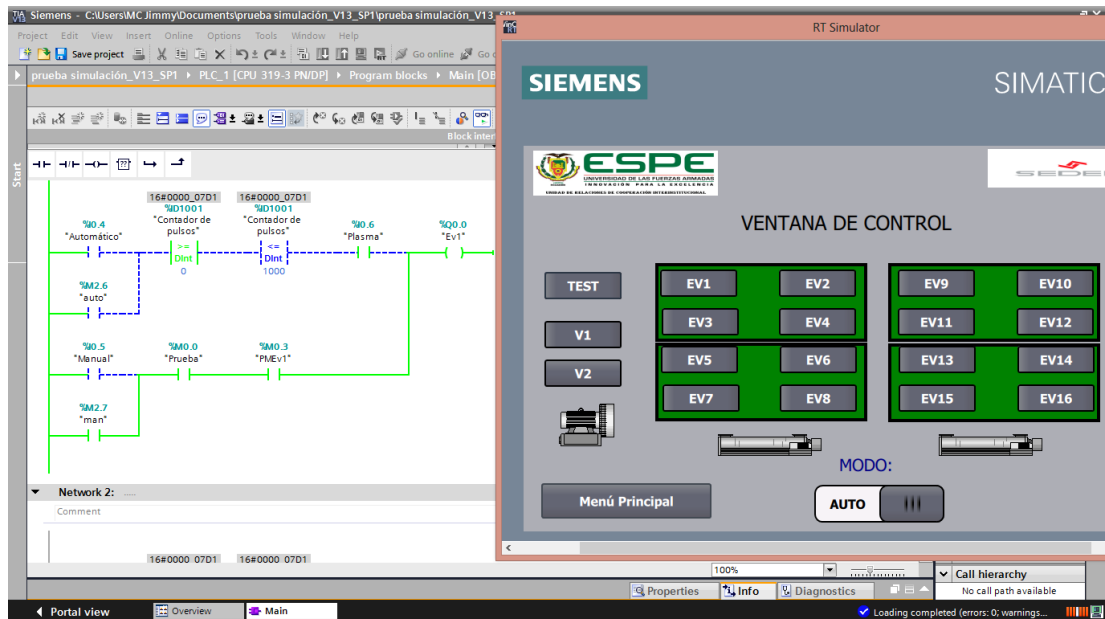 Siemens - C:\Users\MC Jimmy\Documents\prueba simulación_V13_SP1\prueba simulación_V13_SP1
Project Edit View Insert Online Options Tools Window Help
Save project
Go online
Go o
prueba simulación_V13_SP1 ▸ PLC_1 [CPU 319-3 PN/DP] ▸ Program blocks ▸ Main [OB
Block inter
Start
16#0000_07D1 16#0000_07D1
%ID1001 %ID1001
%I0.4 "Contador de "Contador de %I0.6 %Q0.0
"Automático" pulsos" pulsos" "Plasma" "Ev1"
>= <=
DInt DInt
0 1000
%M2.6
"auto"
%I0.5 %M0.0 %M0.3
"Manual" "Prueba" "PMEv1"
%M2.7
"man"
Network 2: .....
Comment
16#0000_07D1 16#0000_07D1
RT Simulator
SIEMENS
SIMATIC
ESPE
UNIVERSIDAD DE LAS FUERZAS ARMADAS
INNOVACIÓN PARA LA EXCELENCIA
UNIDAD DE RELACIONES DE COOPERACIÓN INTERINSTITUCIONAL
VENTANA DE CONTROL
TEST EV1 EV2 EV9 EV10
V1 EV3 EV4 EV11 EV12
V2 EV5 EV6 EV13 EV14
EV7 EV8 EV15 EV16
MODO:
Menú Principal
AUTO
100%
Properties
Info
Diagnostics
Call hierarchy
No call path available
Portal view
Overview
Main
Loading completed (errors: 0; warnings...